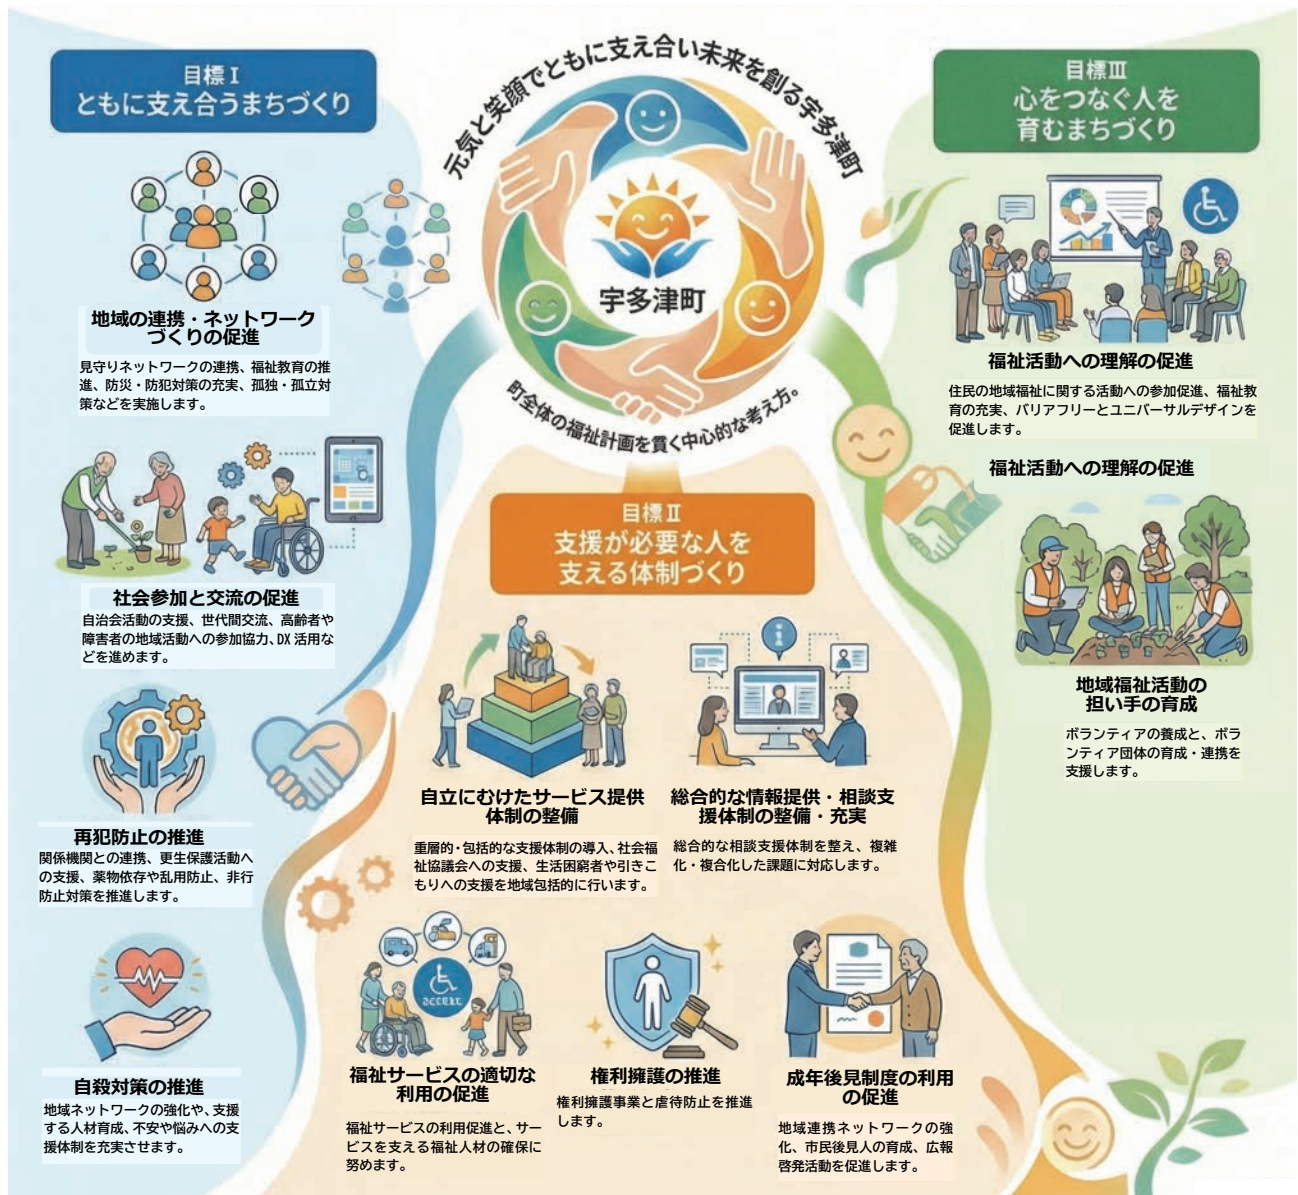 元気と笑顔でともに支え合い未来を創る宇多津町
宇多津町
町全体の福祉計画を貫く中心的な考え方。
目標Ⅰ
ともに支え合うまちづくり
地域の連携・ネットワーク
づくりの促進
見守りネットワークの連携、福祉教育の推
進、防災・防犯対策の充実、孤独・孤立対
策などを実施します。
社会参加と交流の促進
自治会活動の支援、世代間交流、高齢者や
障害者の地域活動への参加協力、DX 活用な
どを進めます。
再犯防止の推進
関係機関との連携、更生保護活動へ
の支援、薬物依存や乱用防止、非行
防止対策を推進します。
自殺対策の推進
地域ネットワークの強化や、支援
する人材育成、不安や悩みへの支
援体制を充実させます。
目標Ⅱ
支援が必要な人を
支える体制づくり
自立にむけたサービス提供
体制の整備
重層的・包括的な支援体制の導入、社会福
祉協議会への支援、生活困窮者や引きこ
もりへの支援を地域包括的に行います。
総合的な情報提供・相談支
援体制の整備・充実
総合的な相談支援体制を整え、複雑
化・複合化した課題に対応します。
福祉サービスの適切な
利用の促進
福祉サービスの利用促進と、サー
ビスを支える福祉人材の確保に
努めます。
権利擁護の推進
権利擁護事業と虐待防止を推進
します。
成年後見制度の利用
の促進
地域連携ネットワークの強
化、市民後見人の育成、広報
啓発活動を促進します。
目標Ⅲ
心をつなぐ人を
育むまちづくり
福祉活動への理解の促進
住民の地域福祉に関する活動への参加促進、福祉教
育の充実、バリアフリーとユニバーサルデザインを
促進します。
福祉活動への理解の促進
地域福祉活動の
担い手の育成
ボランティアの養成と、ボラ
ンティア団体の育成・連携を
支援します。